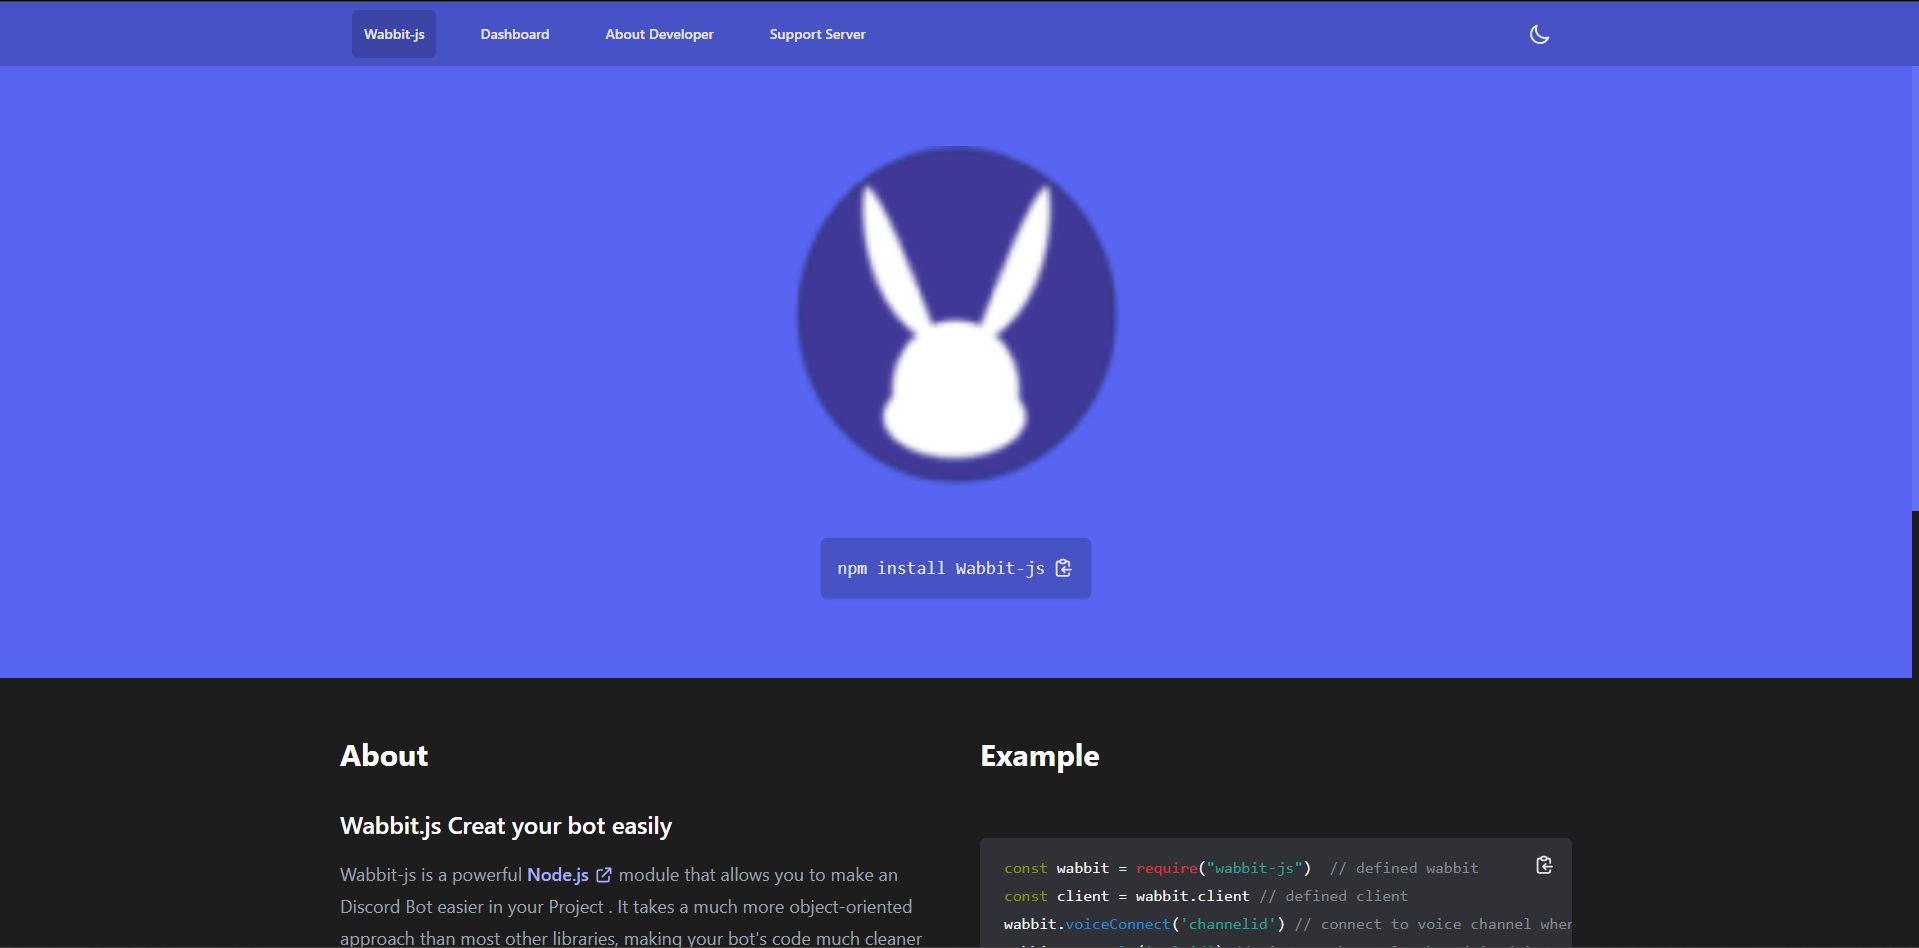 Wabbit-js Dashboard About Developer Support Server
npm install Wabbit-js
About
Wabbit.js Creat your bot easily
Wabbit-js is a powerful Node.js module that allows you to make an
Discord Bot easier in your Project . It takes a much more object-oriented
approach than most other libraries, making your bot's code much cleaner
Example
const wabbit = require("wabbit-js")  // defined wabbit
const client = wabbit.client // defined client
wabbit.voiceConnect('channelid') // connect to voice channel